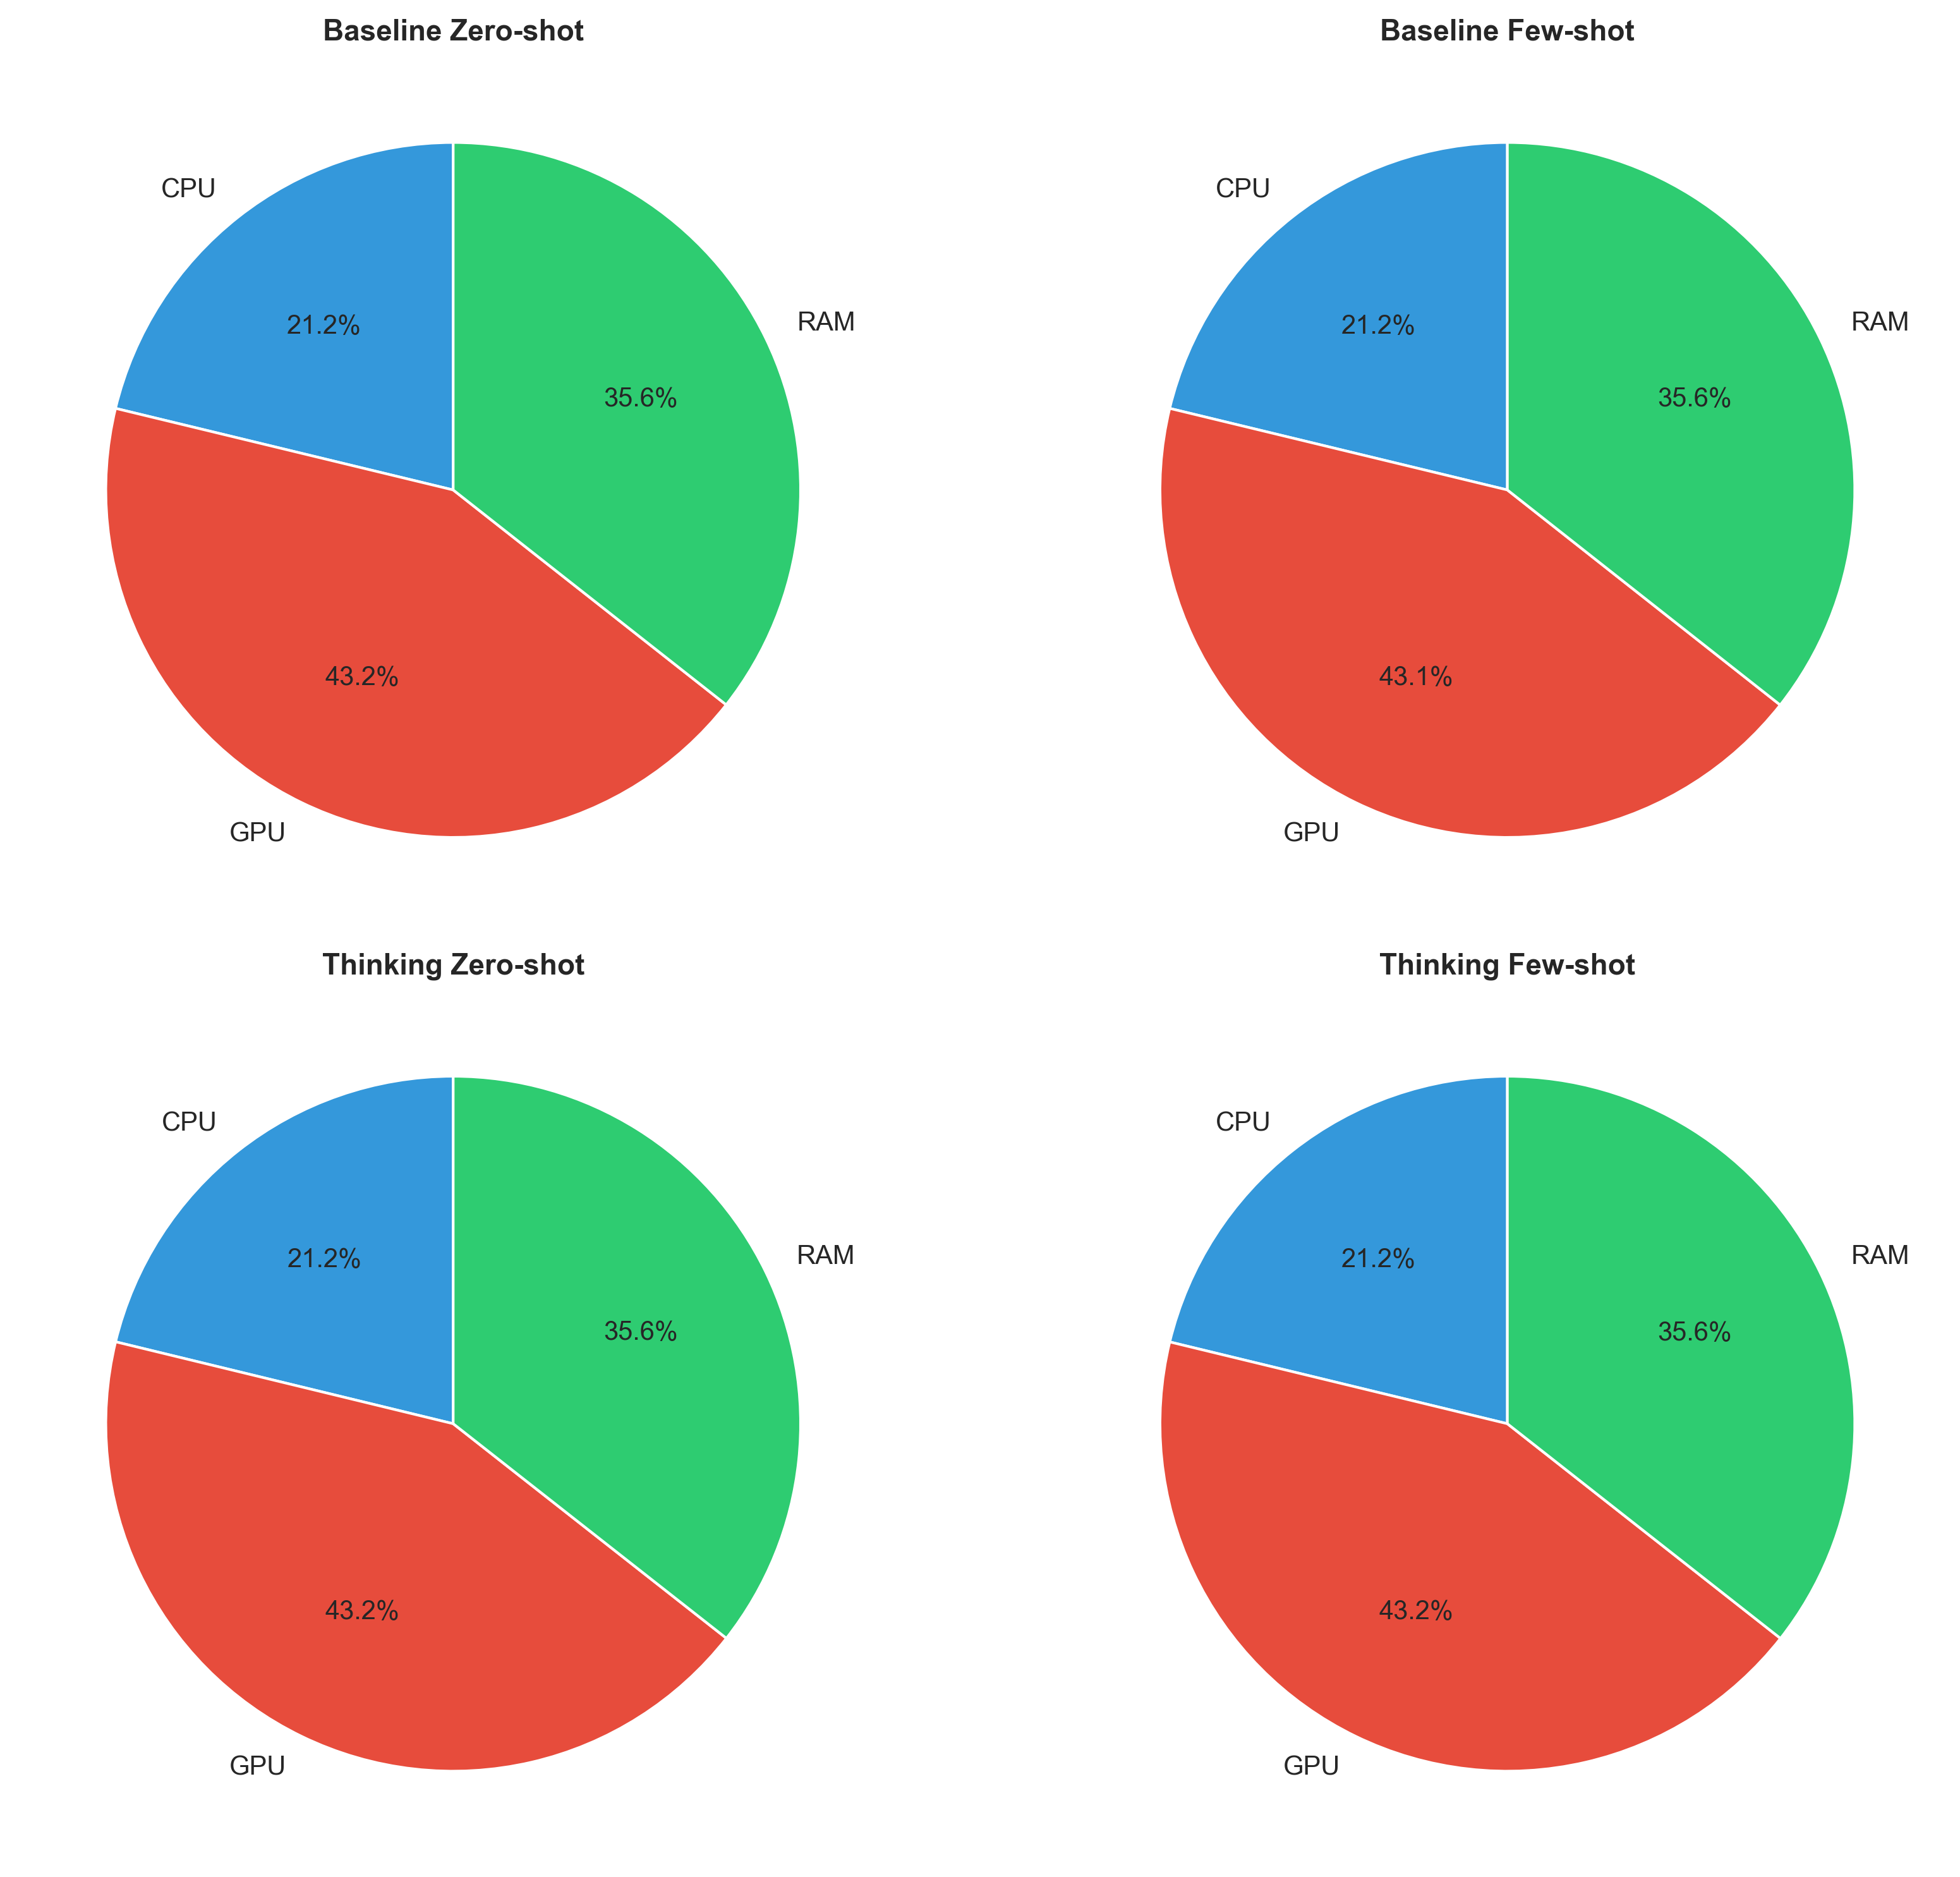 Baseline Zero-shot
CPU
21.2%
RAM
35.6%
43.2%
GPU
Baseline Few-shot
CPU
21.2%
RAM
35.6%
43.1%
GPU
Thinking Zero-shot
CPU
21.2%
RAM
35.6%
43.2%
GPU
Thinking Few-shot
CPU
21.2%
RAM
35.6%
43.2%
GPU